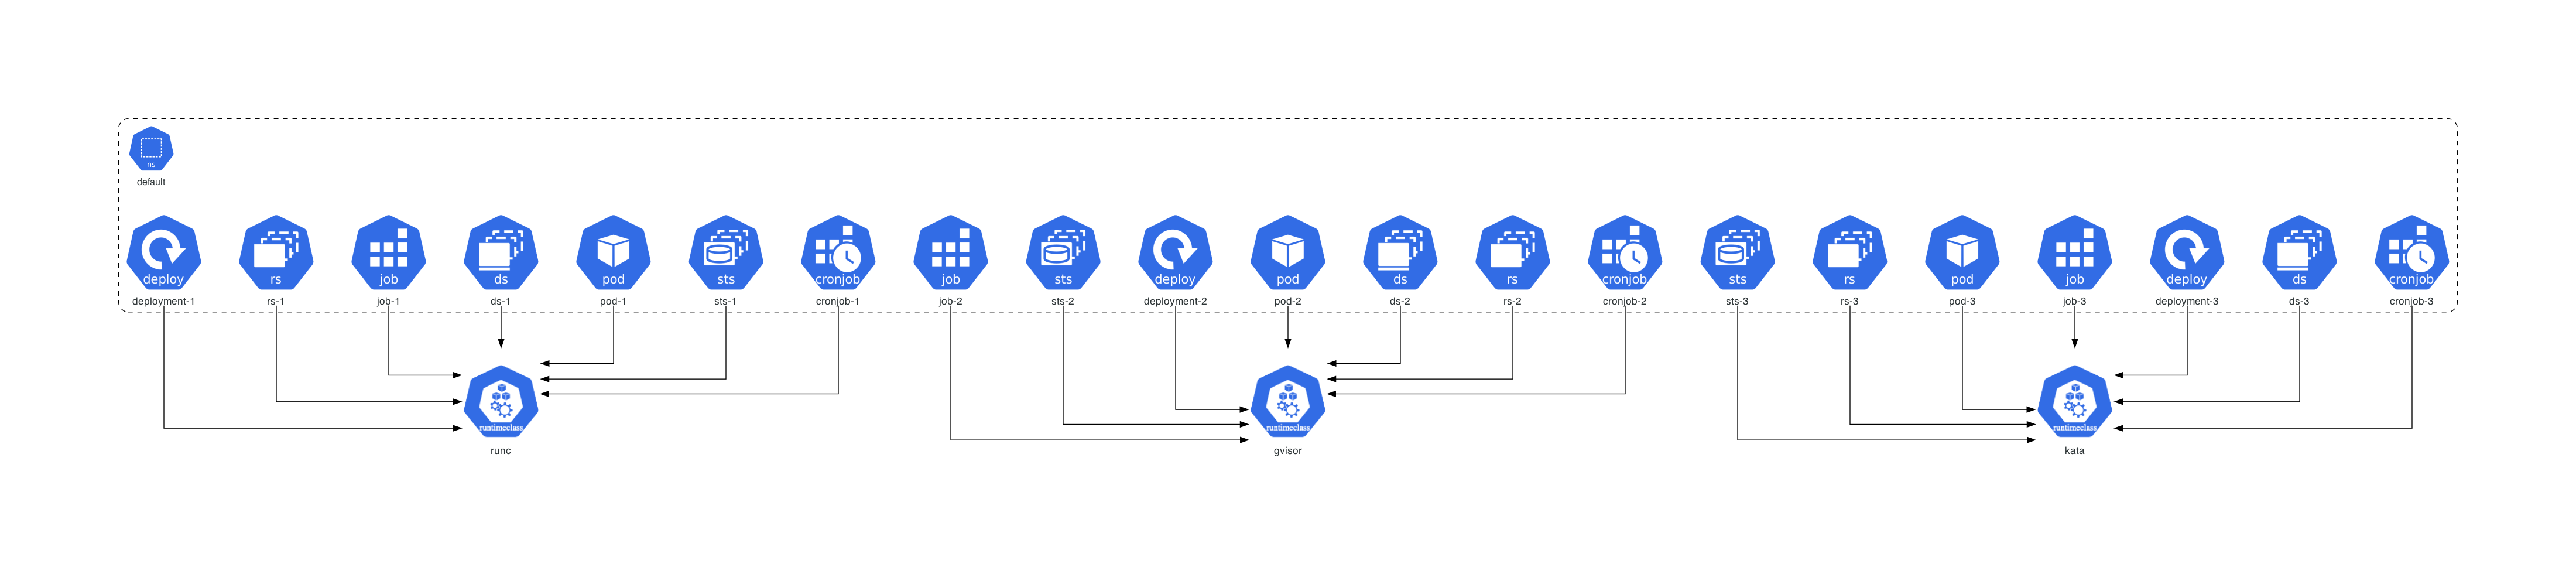 ns
default
deploy
rs
job
ds
pod
sts
cronjob
job
sts
deploy
pod
ds
rs
cronjob
sts
rs
pod
job
deploy
ds
cronjob
deployment-1
rs-1
job-1
ds-1
pod-1
sts-1
cronjob-1
job-2
sts-2
deployment-2
pod-2
ds-2
rs-2
cronjob-2
sts-3
rs-3
pod-3
job-3
deployment-3
ds-3
cronjob-3
runtimeclass
runtimeclass
runtimeclass
runc
gvisor
kata